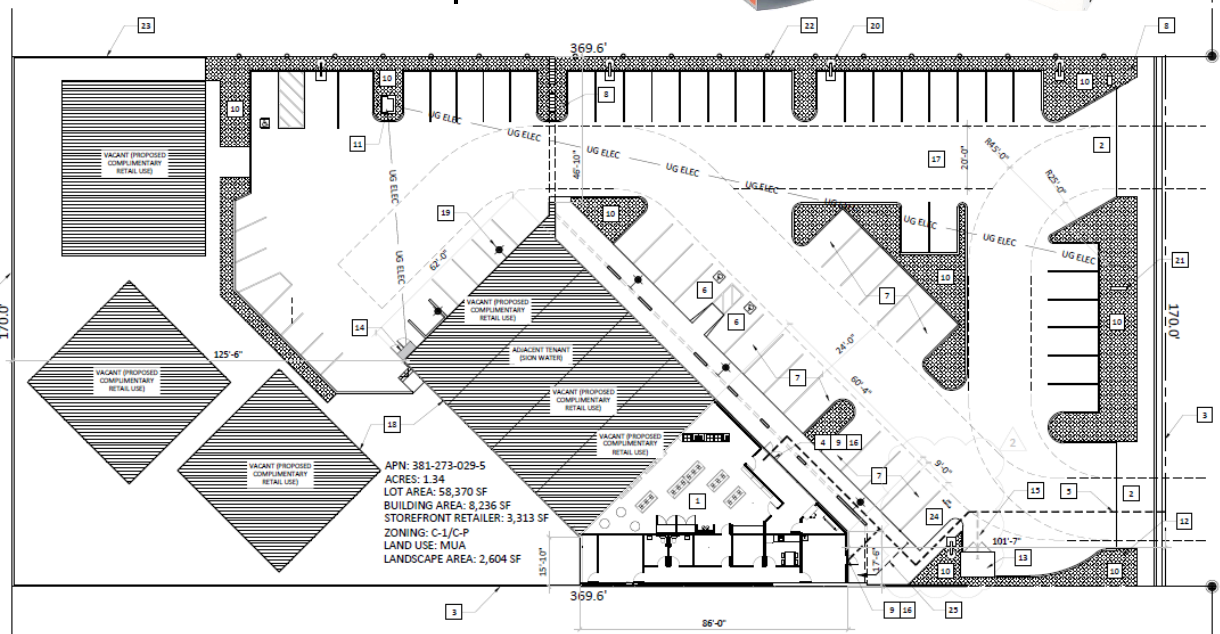 23
22
20
8
369.6'
10
10
10
8
11
UG ELEC
UG ELEC
UG ELEC
UG ELEC
UG ELEC
UG ELEC
UG ELEC
UG ELEC
46'-10"
17
20'-0"
R45'-0"
R25'-0"
2
VACANT (PROPOSED
COMPLIMENTARY
RETAIL USE)
10
19
62'-0"
10
10
21
6
6
7
14
VACANT (PROPOSED
COMPLIMENTARY
RETAIL USE)
170.0'
170.0'
10
24'-0"
125'-6"
ADJACENT TENANT
(SION WATER)
VACANT (PROPOSED
COMPLIMENTARY
RETAIL USE)
7
60'-4"
VACANT (PROPOSED
COMPLIMENTARY
RETAIL USE)
18
VACANT (PROPOSED
COMPLIMENTARY
RETAIL USE)
3
4 9 16
2
VACANT (PROPOSED
COMPLIMENTARY
RETAIL USE)
7
9'-0"
APN: 381-273-029-5
ACRES: 1.34
LOT AREA: 58,370 SF
BUILDING AREA: 8,236 SF
STOREFRONT RETAILER: 3,313 SF
ZONING: C-1/C-P
LAND USE: MUA
LANDSCAPE AREA: 2,604 SF
1
15
5
2
24
12
101'-7"
13
15'-10"
17'-6"
10
10
369.6'
3
9 16
25
86'-0"